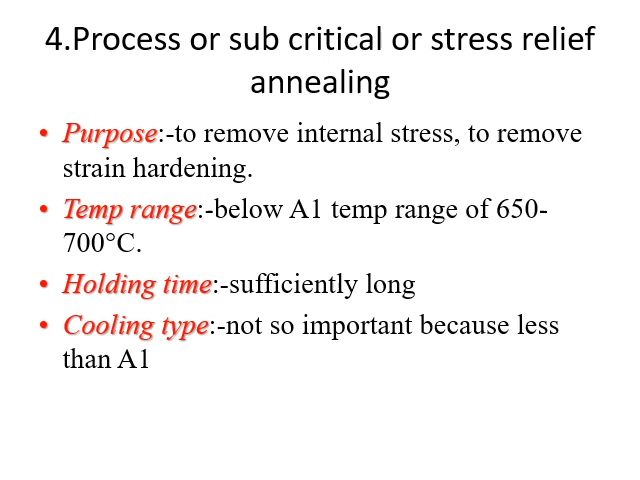 4.Process or sub critical or stress relief
annealing
• Purpose:-to remove internal stress, to remove
strain hardening.
• Temp range:-below A1 temp range of 650-
700°C.
• Holding time:-sufficiently long
• Cooling type:-not so important because less
than A1